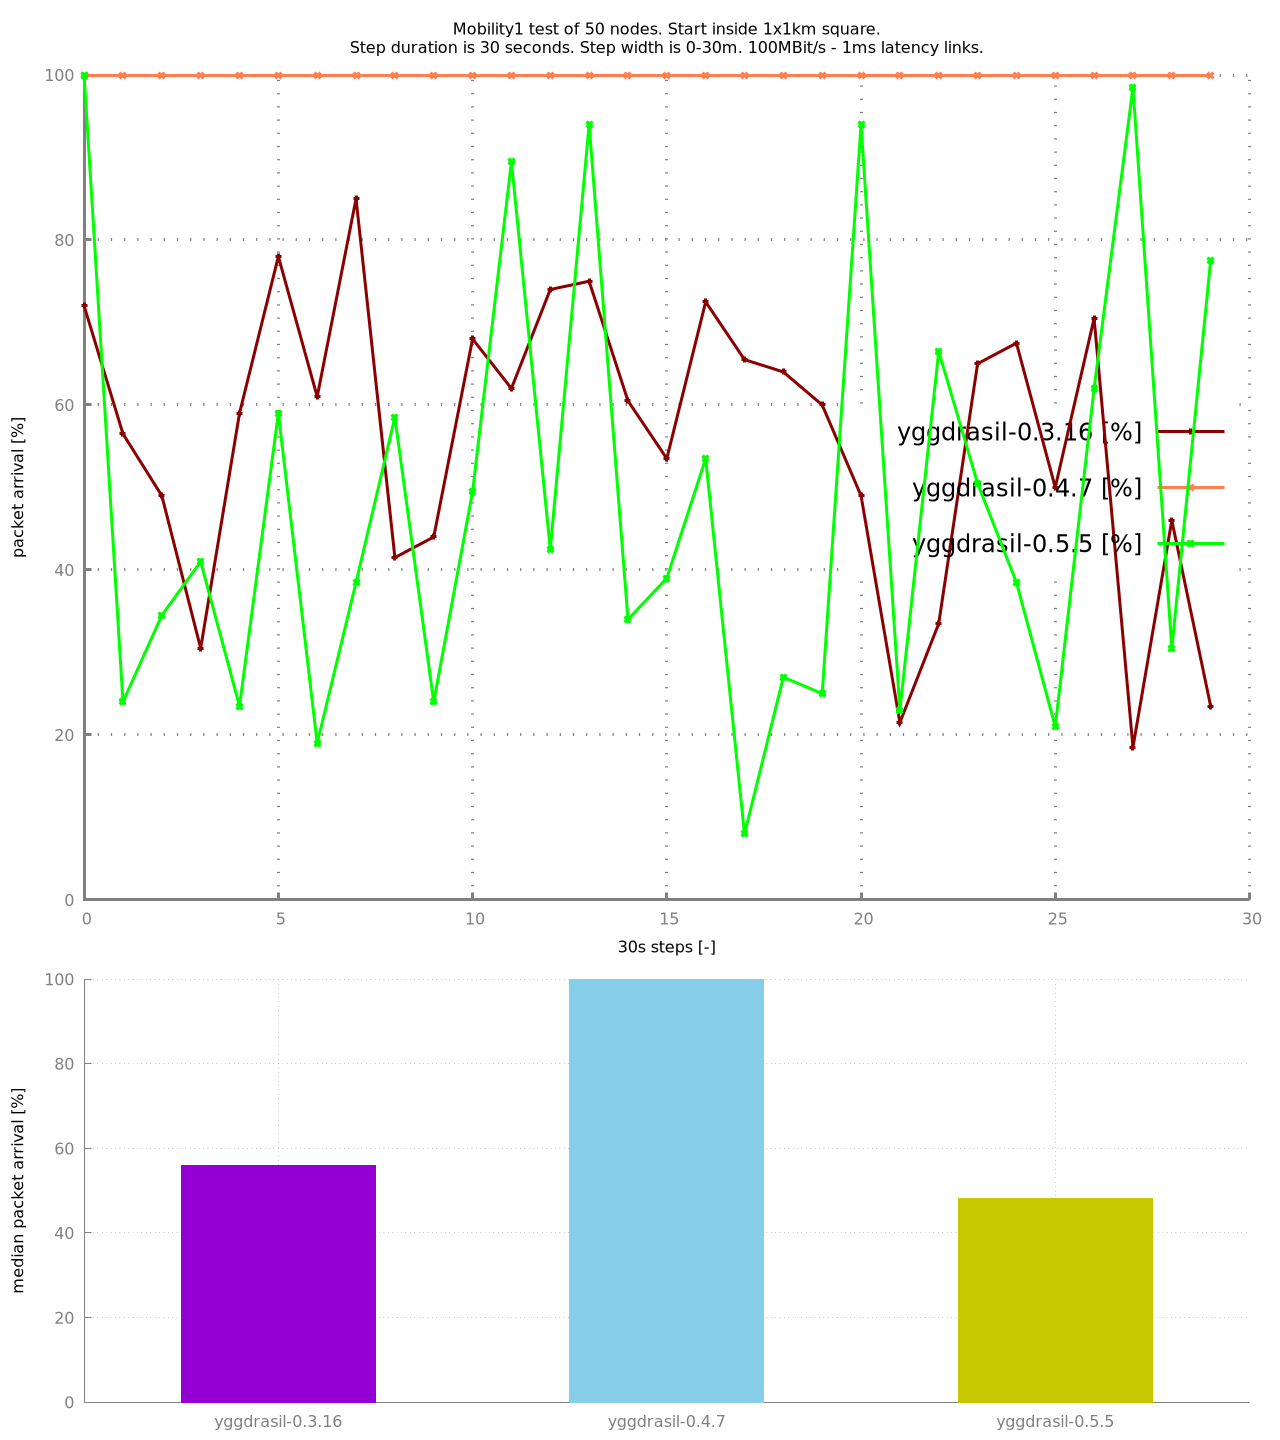 Mobility1 test of 50 nodes. Start inside 1x1km square.
Step duration is 30 seconds. Step width is 0-30m. 100MBit/s - 1ms latency links.
100
80
60
40
20
0
packet arrival [%]
yggdrasil-0.3.16 [%]
yggdrasil-0.4.7 [%]
yggdrasil-0.5.5 [%]
0 5 10 15 20 25 30
30s steps [-]
100
80
60
40
20
0
median packet arrival [%]
yggdrasil-0.3.16 yggdrasil-0.4.7 yggdrasil-0.5.5